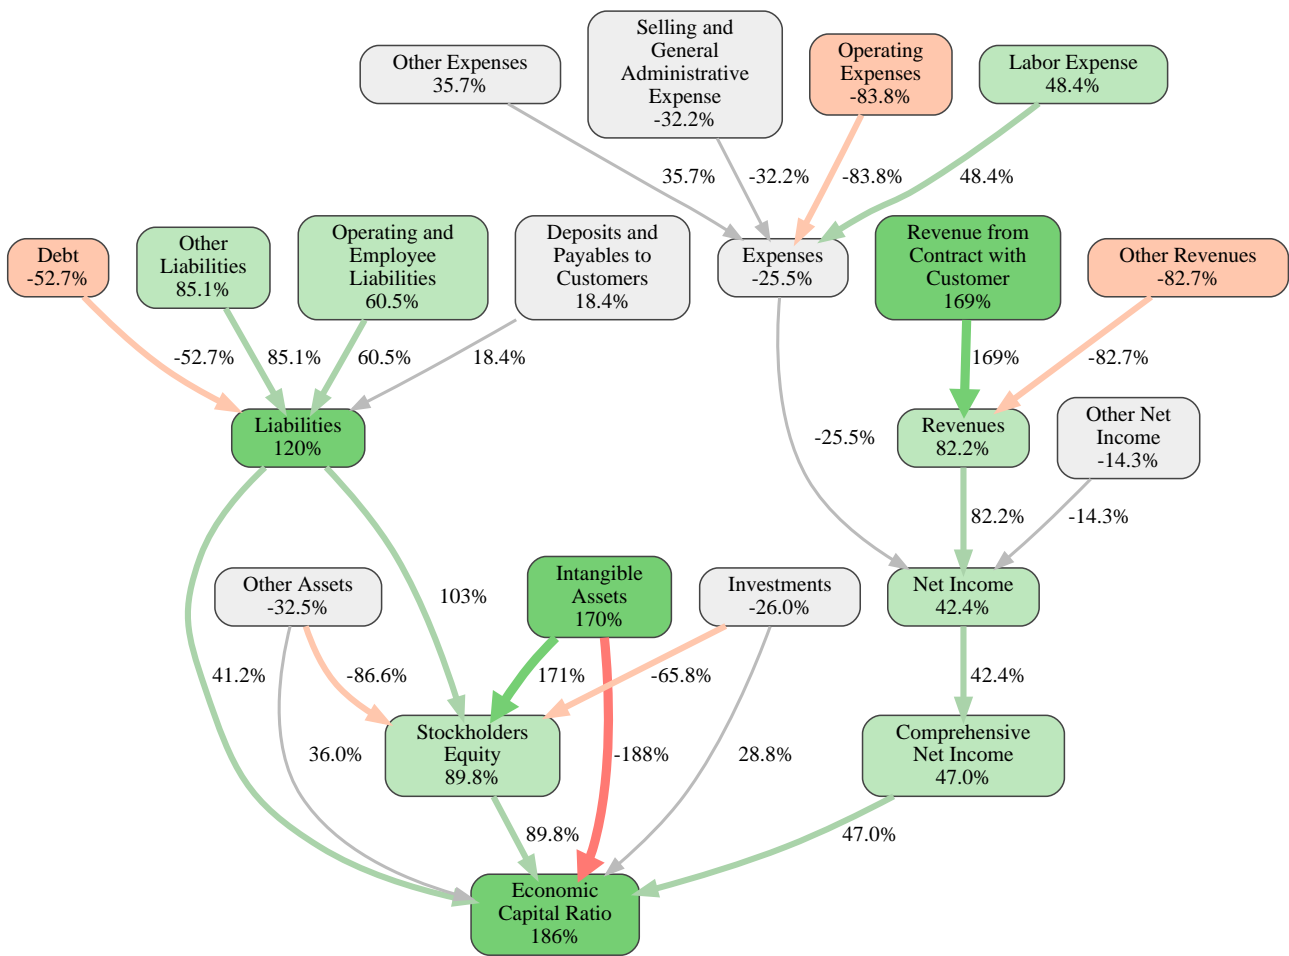 Other Expenses
35.7%
Selling and
General
Administrative
Expense
-32.2%
Operating
Expenses
-83.8%
Labor Expense
48.4%
35.7%
-32.2%
-83.8%
48.4%
Debt
-52.7%
Other
Liabilities
85.1%
Operating and
Employee
Liabilities
60.5%
Deposits and
Payables to
Customers
18.4%
Expenses
-25.5%
Revenue from
Contract with
Customer
169%
Other Revenues
-82.7%
-52.7%
85.1%
60.5%
18.4%
169%
-82.7%
Liabilities
120%
-25.5%
Revenues
82.2%
Other Net
Income
-14.3%
82.2%
-14.3%
Other Assets
-32.5%
103%
Intangible
Assets
170%
Investments
-26.0%
Net Income
42.4%
41.2%
-86.6%
171%
-65.8%
42.4%
36.0%
Stockholders
Equity
89.8%
-188%
28.8%
Comprehensive
Net Income
47.0%
89.8%
47.0%
Economic
Capital Ratio
186%